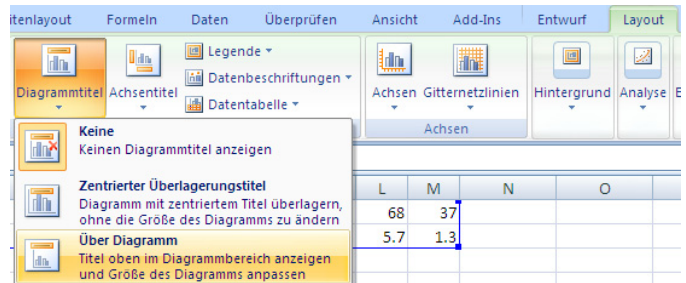 itenlayout Formeln Daten Überprüfen Ansicht Add-Ins Entwurf Layout
Diagrammtitel Achsentitel Legende Datenbeschriftungen Datentabelle Achsen Gitternetzlinien Hintergrund Analyse E
Achsen
Keine
Keinen Diagrammtitel anzeigen
Zentrierter Überlagerungstitel
Diagramm mit zentriertem Titel überlagern,
ohne die Größe des Diagramms zu ändern
Über Diagramm
Titel oben im Diagrammbereich anzeigen
und Größe des Diagramms anpassen
L M N O
68 37
5.7 1.3